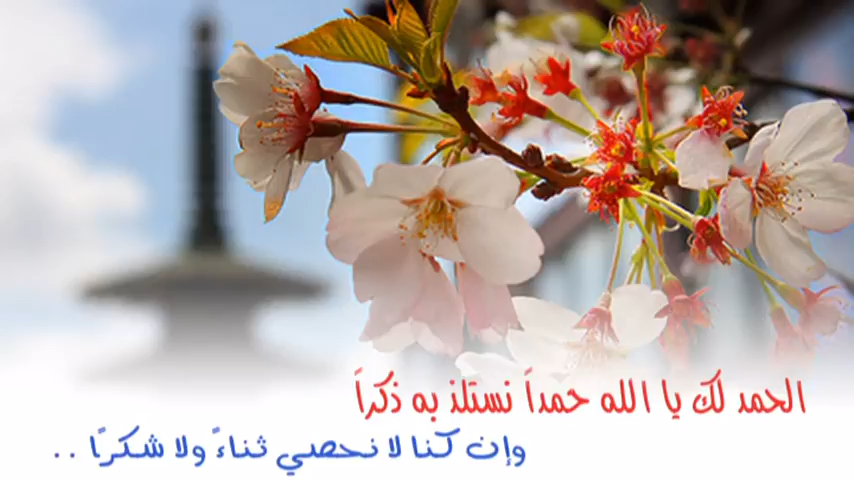 الحمد لك يا الله حمداً نستلذ به ذكراً
وإن كنا لا نحصي ثناءً ولا شكرًا ..